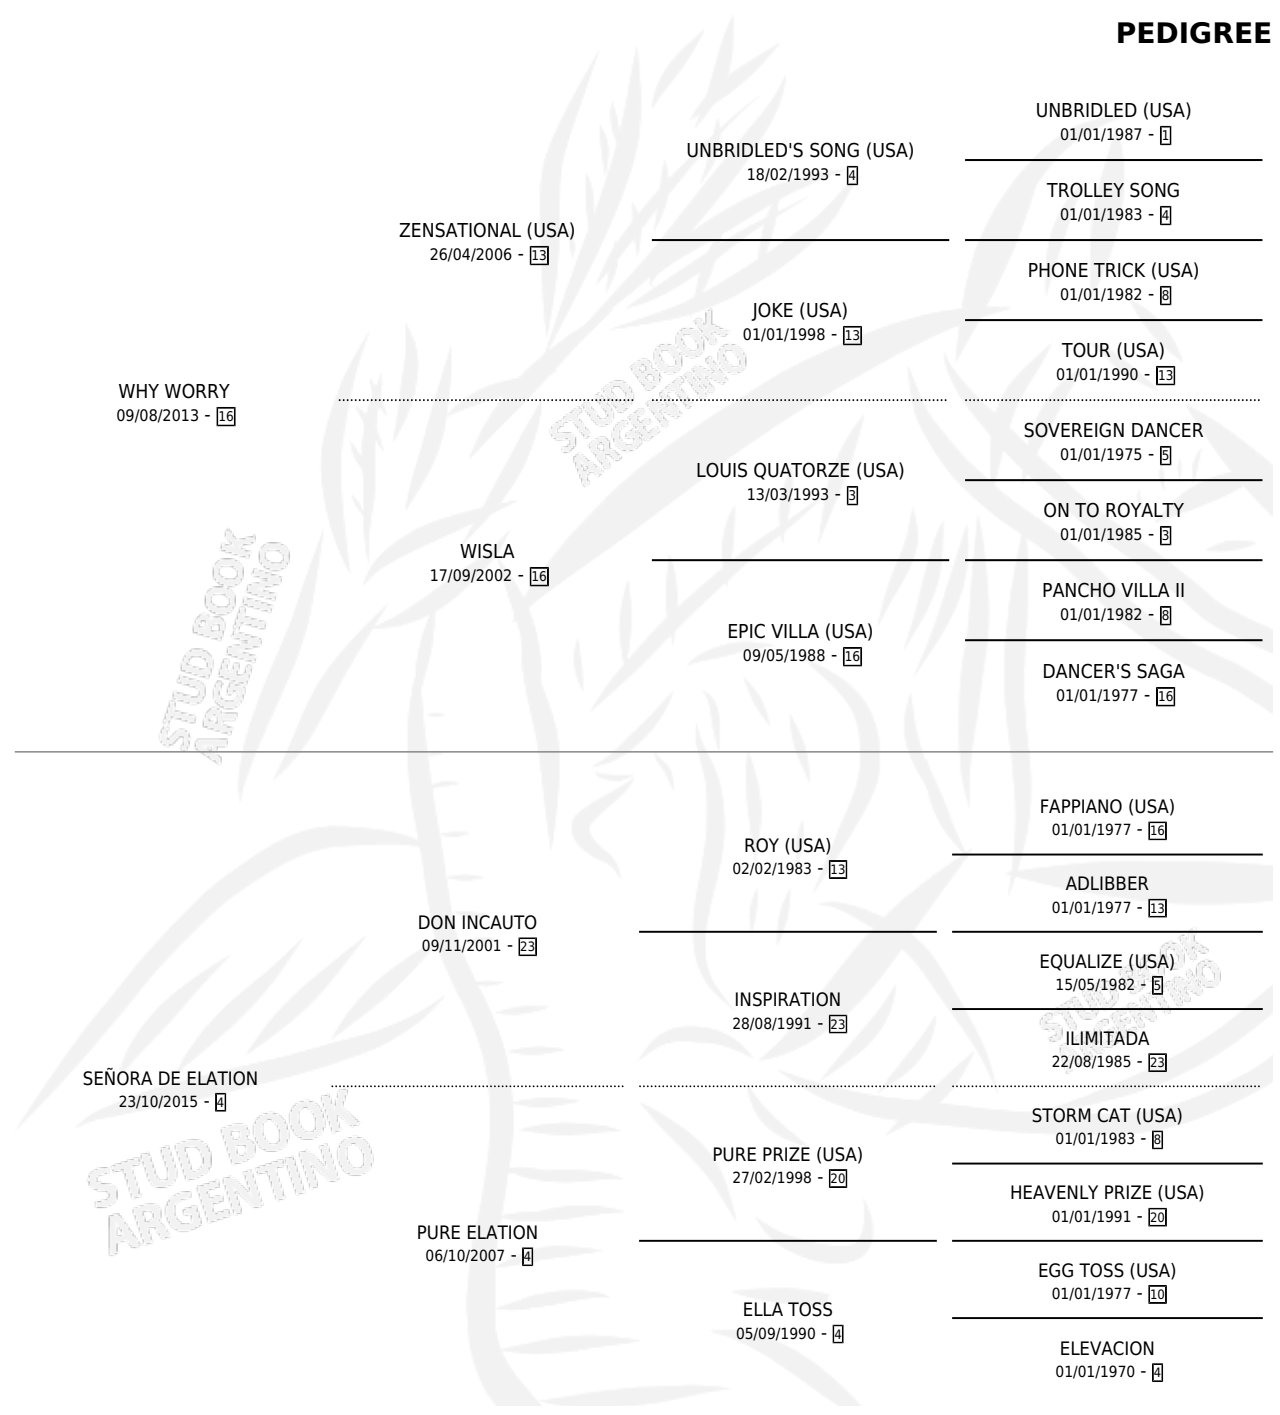 PEDIGREE
UNBRIDLED (USA)
01/01/1987 - 1
UNBRIDLED'S SONG (USA)
18/02/1993 - 4
TROLLEY SONG
01/01/1983 - 4
ZENSATIONAL (USA)
26/04/2006 - 13
PHONE TRICK (USA)
01/01/1982 - 8
JOKE (USA)
01/01/1998 - 13
TOUR (USA)
01/01/1990 - 13
WHY WORRY
09/08/2013 - 16
SOVEREIGN DANCER
01/01/1975 - 5
LOUIS QUATORZE (USA)
13/03/1993 - 3
ON TO ROYALTY
01/01/1985 - 3
WISLA
17/09/2002 - 16
PANCHO VILLA II
01/01/1982 - 8
EPIC VILLA (USA)
09/05/1988 - 16
DANCER'S SAGA
01/01/1977 - 16
FAPPIANO (USA)
01/01/1977 - 16
ROY (USA)
02/02/1983 - 13
ADLIBBER
01/01/1977 - 13
DON INCAUTO
09/11/2001 - 23
EQUALIZE (USA)
15/05/1982 - 5
INSPIRATION
28/08/1991 - 23
ILIMITADA
22/08/1985 - 23
SEÑORA DE ELATION
23/10/2015 - 4
STORM CAT (USA)
01/01/1983 - 8
PURE PRIZE (USA)
27/02/1998 - 20
HEAVENLY PRIZE (USA)
01/01/1991 - 20
PURE ELATION
06/10/2007 - 4
EGG TOSS (USA)
01/01/1977 - 10
ELLA TOSS
05/09/1990 - 4
ELEVACION
01/01/1970 - 4
STUD BOOK
ARGENTINO
STUD BOOK
ARGENTINO
STUD BOOK
ARGENTINO
STUD BOOK
ARGENTINO